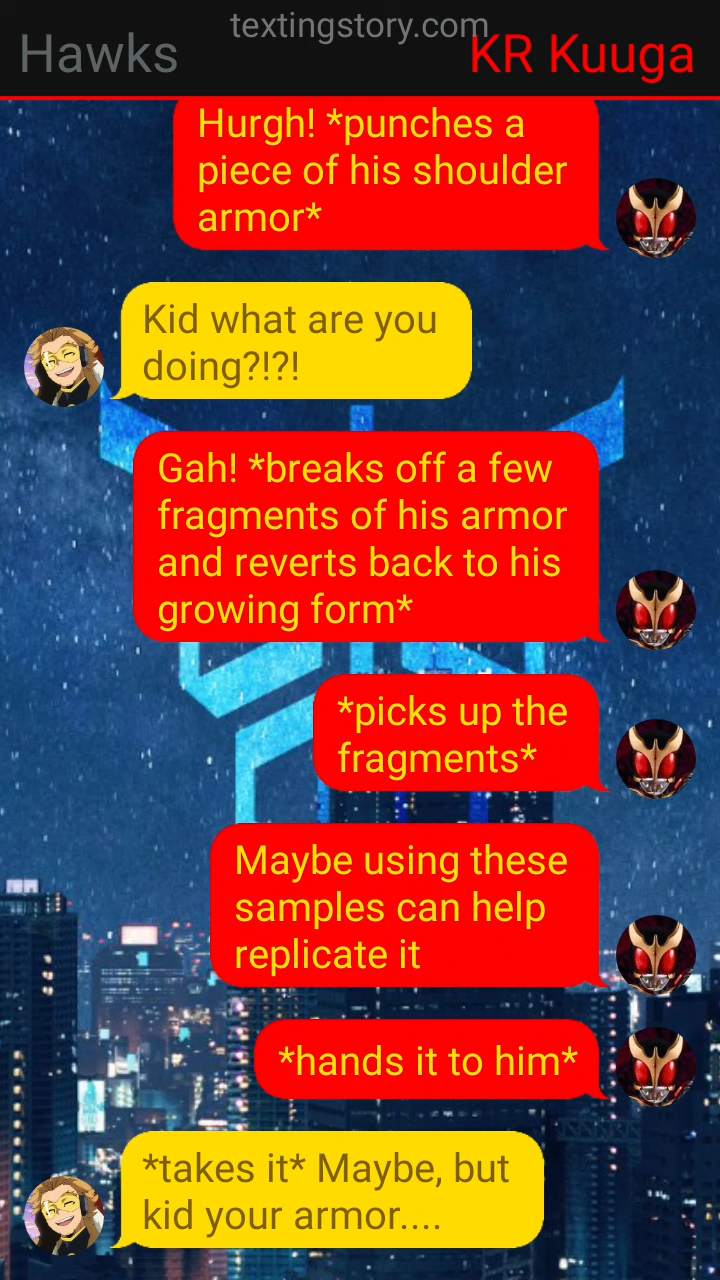 textingstory.com
Hawks
KR Kuuga
Hurgh! *punches a
piece of his shoulder
armor*
Kid what are you
doing?!?!
Gah! *breaks off a few
fragments of his armor
and reverts back to his
growing form*
*picks up the
fragments*
Maybe using these
samples can help
replicate it
*hands it to him*
*takes it* Maybe, but
kid your armor....